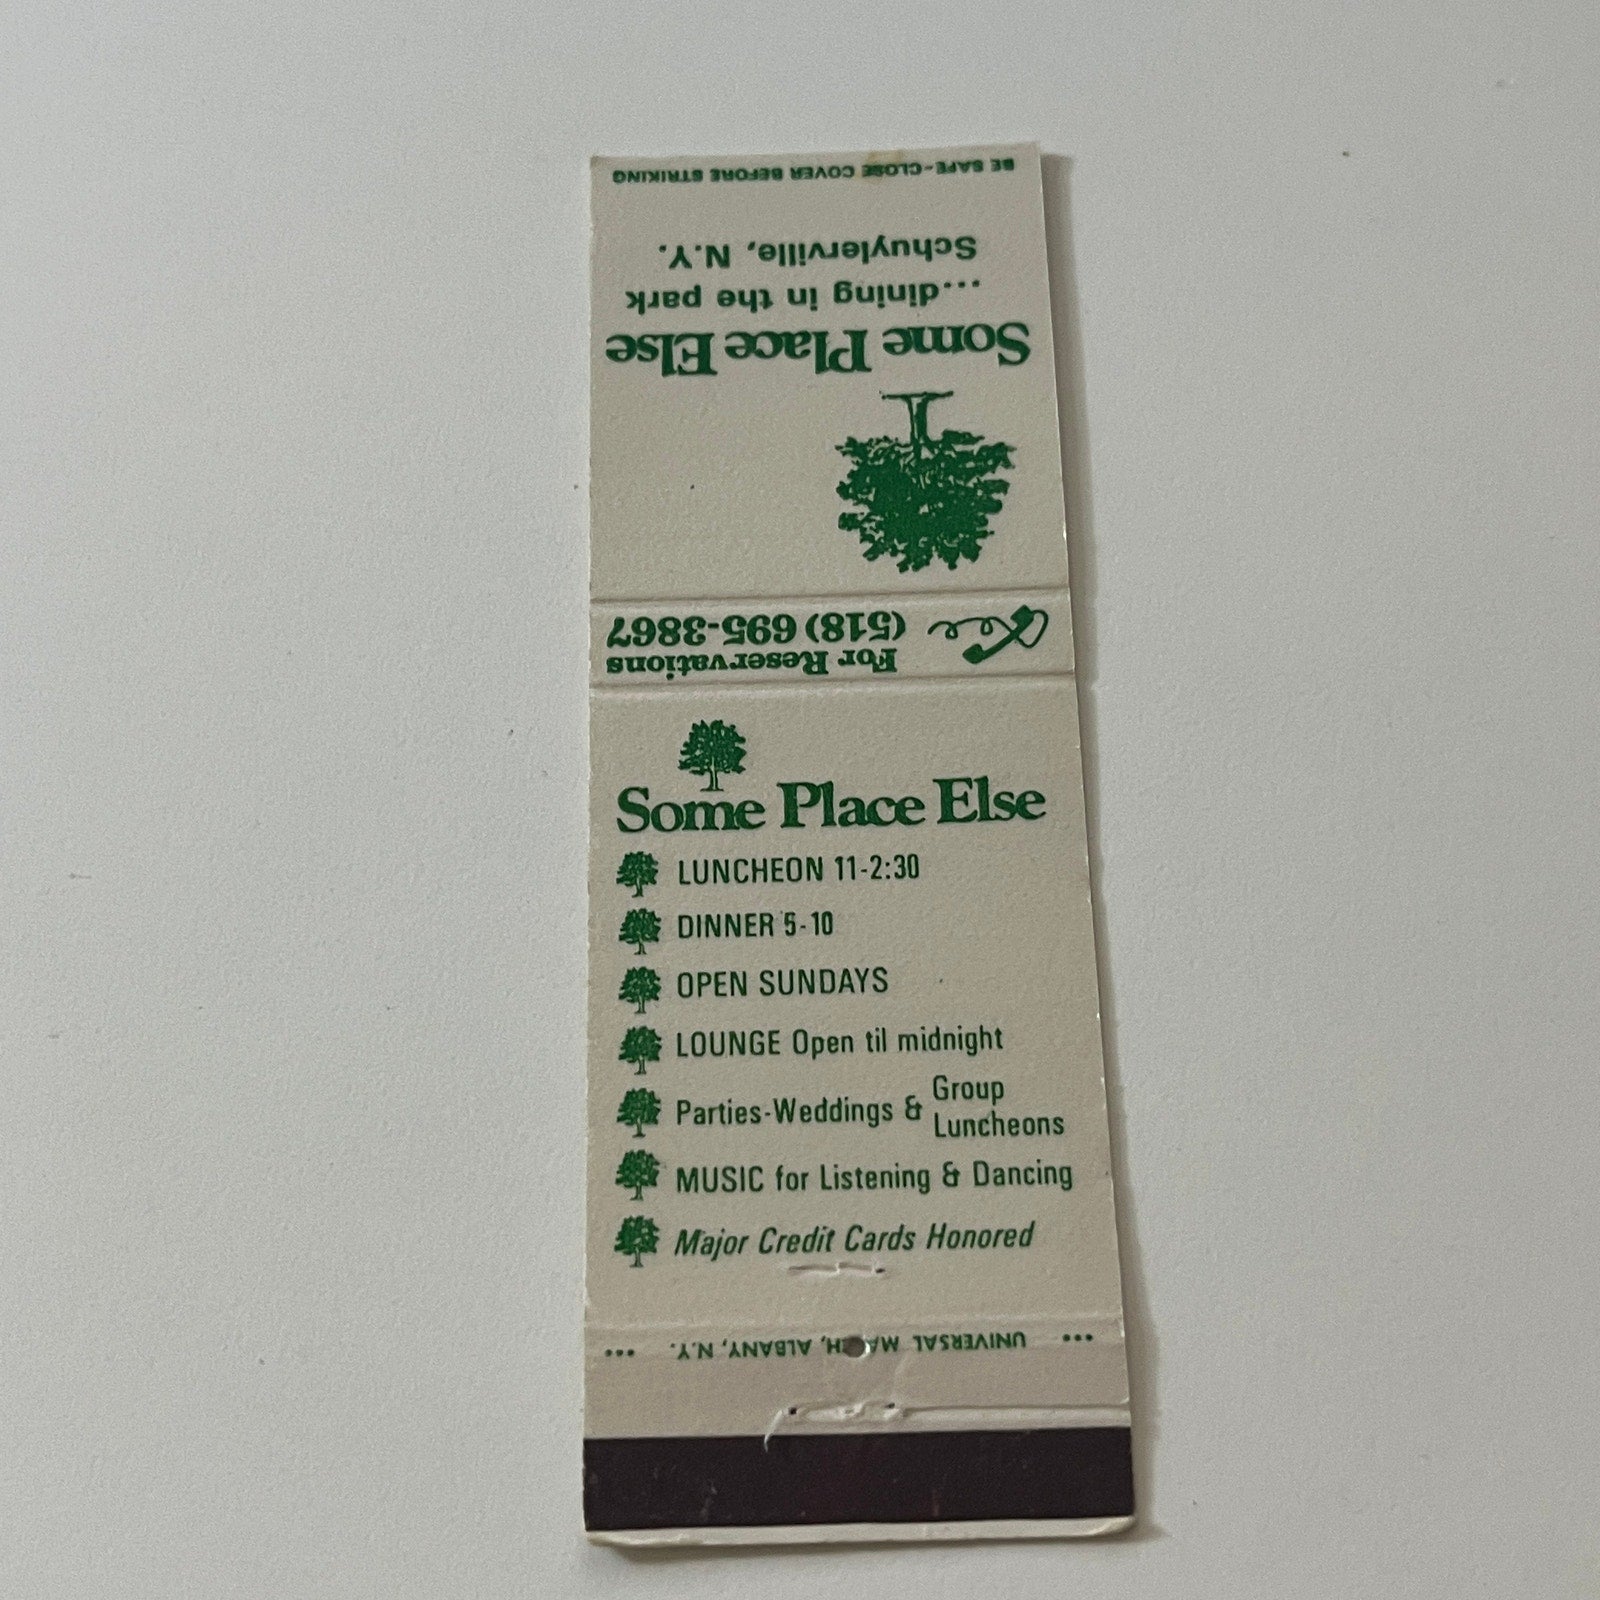 BE SAFE-CLOSE COVER BEFORE STRIKING
Some Place Else
...dining in the park
Schuylerville, N.Y.
For Reservations
(518) 695-3867
Some Place Else
LUNCHEON 11-2:30
DINNER 5-10
OPEN SUNDAYS
LOUNGE Open til midnight
Parties-Weddings & Group Luncheons
MUSIC for Listening & Dancing
Major Credit Cards Honored
••• UNIVERSAL MATCH, ALBANY, N.Y. •••